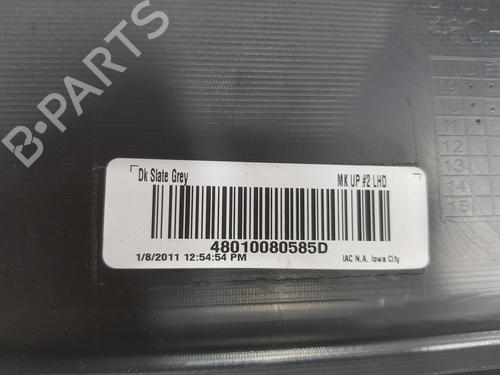 Dk Slate Grey MK UP #2 LHD
48010080585D
1/8/2011 12:54:54 PM IAC N.A. Iowa City
B-PARTS
12
13
14
15